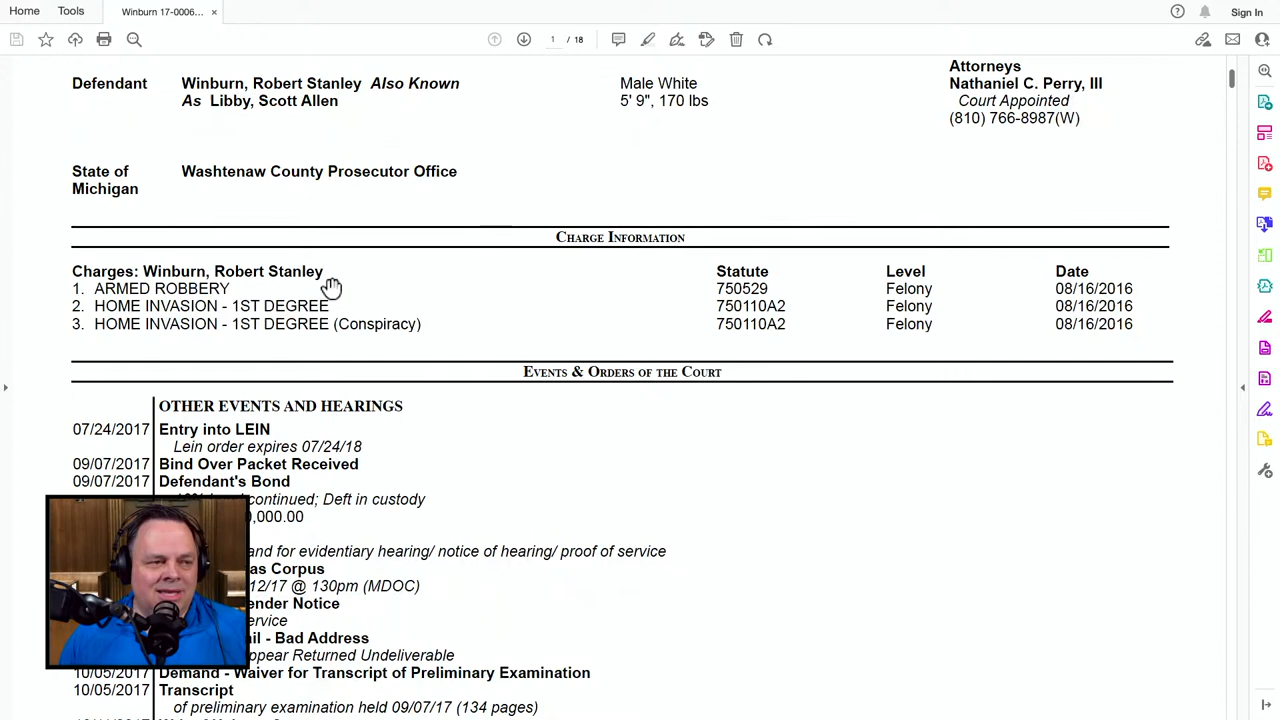 Home Tools Winburn 17-0006... × Sign In
1 / 18
Attorneys
Defendant Winburn, Robert Stanley Also Known Male White Nathaniel C. Perry, III
As Libby, Scott Allen 5' 9", 170 lbs Court Appointed
(810) 766-8987(W)
State of Washtenaw County Prosecutor Office
Michigan
CHARGE INFORMATION
Charges: Winburn, Robert Stanley Statute Level Date
1. ARMED ROBBERY 750529 Felony 08/16/2016
2. HOME INVASION - 1ST DEGREE 750110A2 Felony 08/16/2016
3. HOME INVASION - 1ST DEGREE (Conspiracy) 750110A2 Felony 08/16/2016
EVENTS & ORDERS OF THE COURT
OTHER EVENTS AND HEARINGS
07/24/2017 Entry into LEIN
Lein order expires 07/24/18
09/07/2017 Bind Over Packet Received
09/07/2017 Defendant's Bond
continued; Deft in custody
,000.00
and for evidentiary hearing/ notice of hearing/ proof of service
as Corpus
12/17 @ 130pm (MDOC)
ender Notice
ervice
il - Bad Address
ppear Returned Undeliverable
10/05/2017 Demand - Waiver for Transcript of Preliminary Examination
10/05/2017 Transcript
of preliminary examination held 09/07/17 (134 pages)